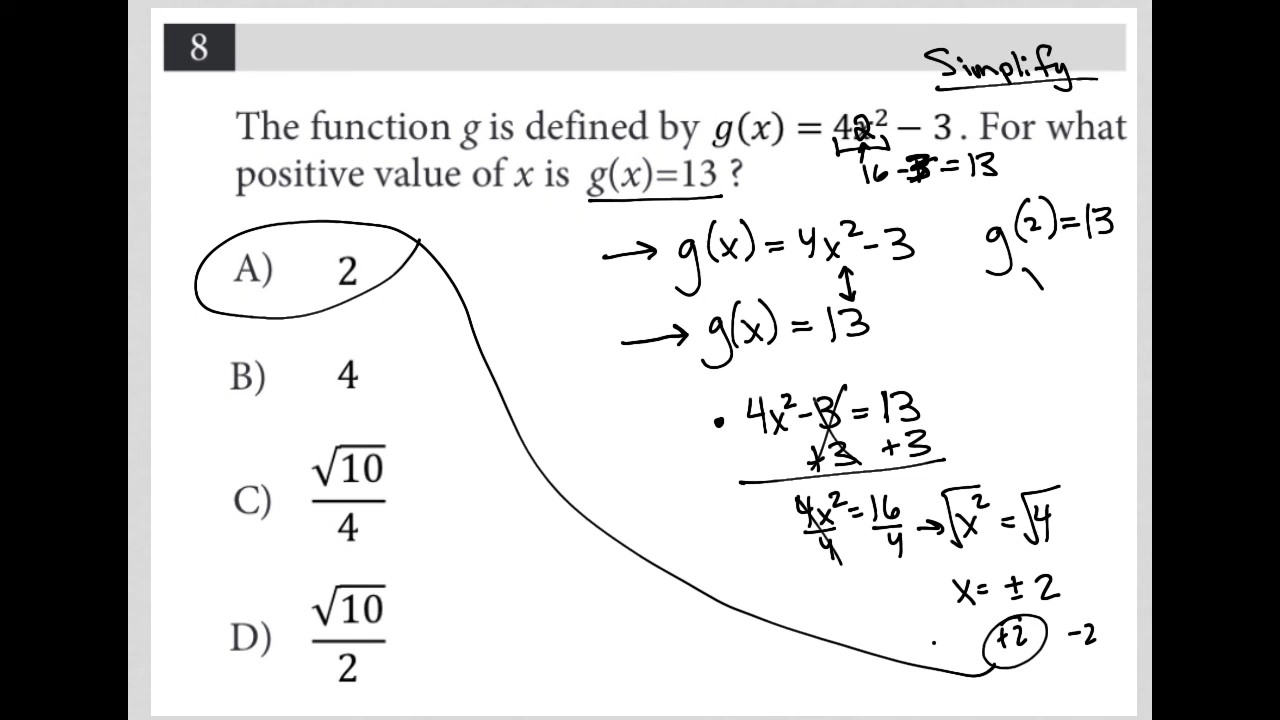 8
Simplify
The function g is defined by g(x) = 4x² − 3. For what
2
positive value of x is g(x)=13 ?
16 - 3 = 13
→ g(x) = 4x² - 3
g(2) = 13
A) 2
→ g(x) = 13
B) 4
• 4x² - 3 = 13
+3 +3
C) √10/4
4x²/4 = 16/4 → √x² = √4
x = ± 2
D) √10/2
+2 -2